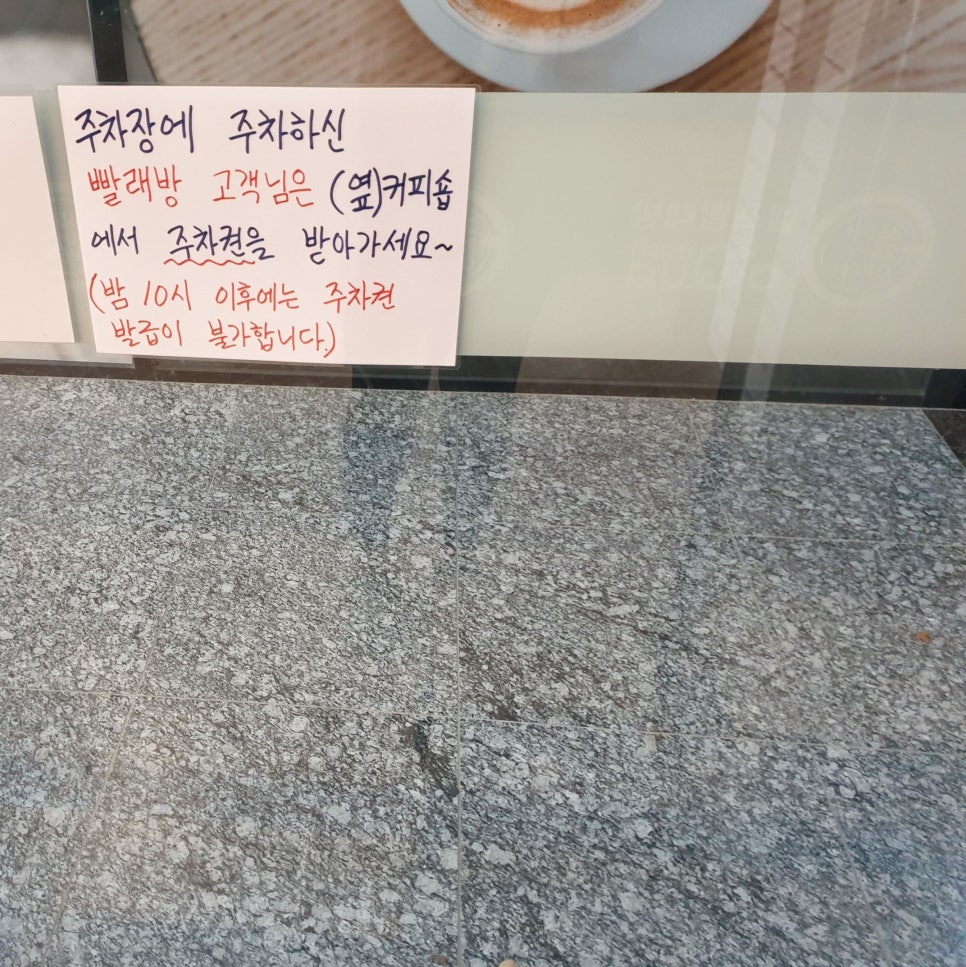 주차장에 주차하신
빨래방 고객님은 (옆)커피숍
에서 주차권을 받아가세요~
(밤 10시 이후에는 주차권
발급이 불가합니다.)